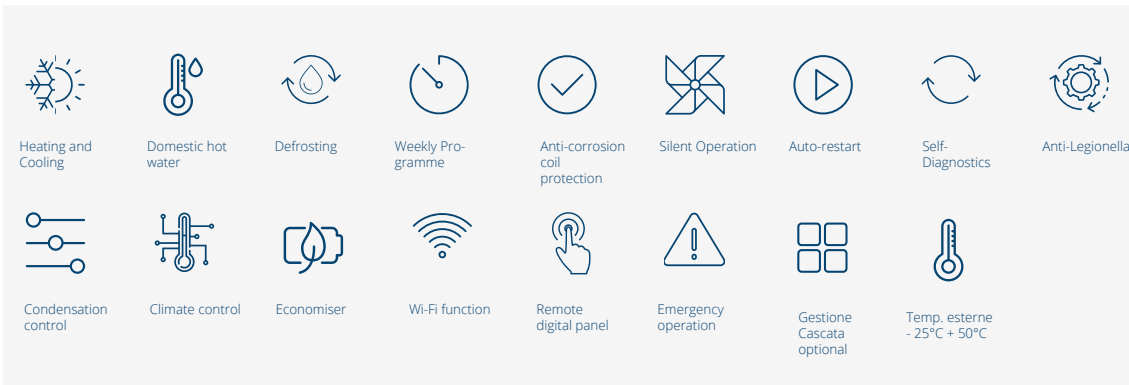 Heating and
Cooling
Domestic hot
water
Defrosting
Weekly Pro-
gramme
Anti-corrosion
coil
protection
Silent Operation
Auto-restart
Self-
Diagnostics
Anti-Legionella
Condensation
control
Climate control
Economiser
Wi-Fi function
Remote
digital panel
Emergency
operation
Gestione
Cascata
optional
Temp. esterne
- 25°C + 50°C